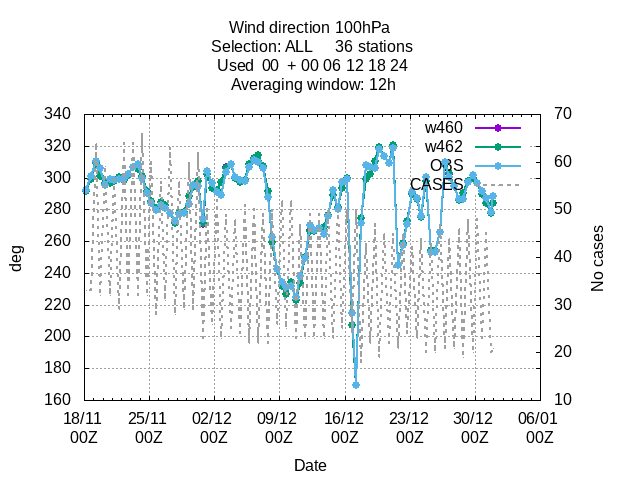 Wind direction 100hPa
Selection: ALL     36 stations
Used  00  + 00 06 12 18 24
Averaging window: 12h
340 70
w460
w462
OBS
CASES
320 60
300
280 50
260
240 40
220 30
200
180 20
160 10
deg
No cases
18/11 25/11 02/12 09/12 16/12 23/12 30/12 06/01
00Z 00Z 00Z 00Z 00Z 00Z 00Z 00Z
Date